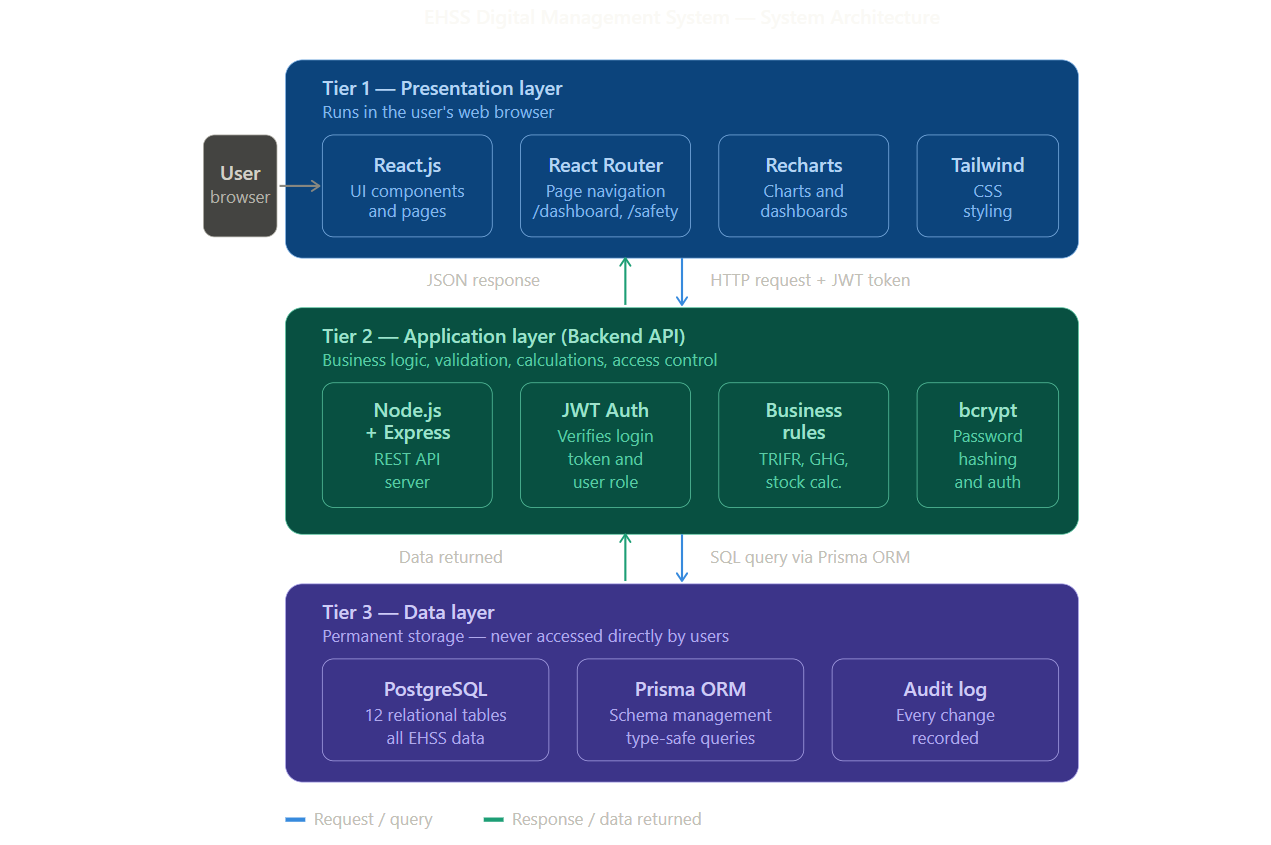 EHSS Digital Management System — System Architecture
Tier 1 — Presentation layer
Runs in the user's web browser
User
browser
React.js
UI components
and pages
React Router
Page navigation
/dashboard, /safety
Recharts
Charts and
dashboards
Tailwind
CSS
styling
JSON response
HTTP request + JWT token
Tier 2 — Application layer (Backend API)
Business logic, validation, calculations, access control
Node.js
+ Express
REST API
server
JWT Auth
Verifies login
token and
user role
Business
rules
TRIFR, GHG,
stock calc.
bcrypt
Password
hashing
and auth
Data returned
SQL query via Prisma ORM
Tier 3 — Data layer
Permanent storage — never accessed directly by users
PostgreSQL
12 relational tables
all EHSS data
Prisma ORM
Schema management
type-safe queries
Audit log
Every change
recorded
Request / query
Response / data returned